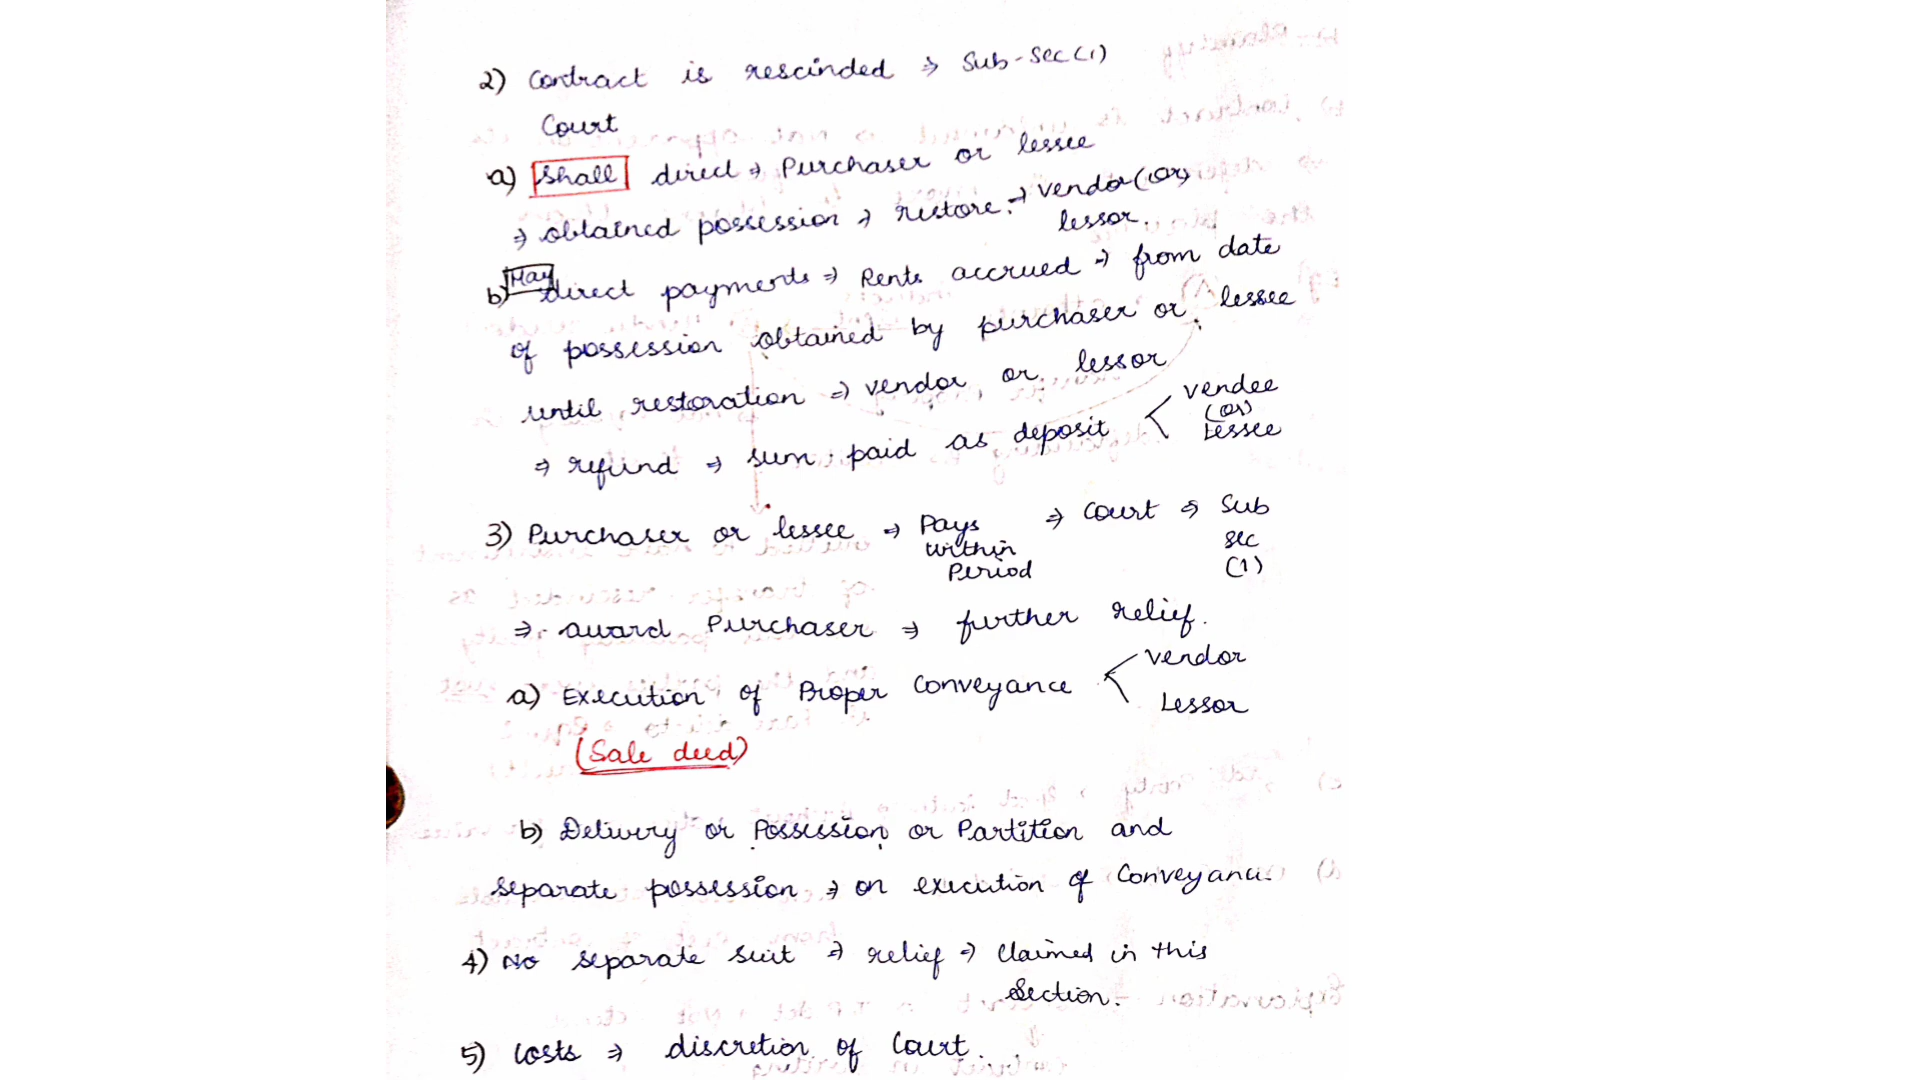 2) Contract is rescinded ⇒ Sub-Sec (1)
Court
a) Shall direct ⇒ Purchaser or lessee
⇒ obtained possession ⇒ restore ⇒ vendor (or)
lessor.
b) May direct payments ⇒ Rents accrued ⇒ from date
of possession obtained by purchaser or lessee
until restoration ⇒ vendor or lessor
⇒ refund ⇒ sum paid as deposit < vendee
(or)
Lessee
3) Purchaser or lessee ⇒ Pays ⇒ Court ⇒ Sub
within sec
Period (1)
⇒ award Purchaser ⇒ further relief.
a) Execution of Proper Conveyance < vendor
Lessor
(Sale deed)
b) Delivery or Possession or Partition and
separate possession ⇒ on execution of Conveyance.
4) No separate suit ⇒ relief ⇒ Claimed in this
Section.
5) Costs ⇒ discretion of Court.